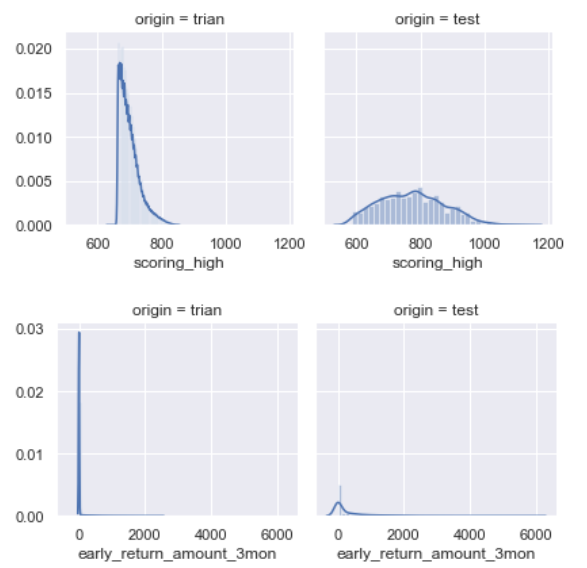 origin = trian origin = test
0.020
0.015
0.010
0.005
0.000
600 800 1000 1200 600 800 1000 1200
scoring_high scoring_high
origin = trian origin = test
0.03
0.02
0.01
0.00
0 2000 4000 6000 0 2000 4000 6000
early_return_amount_3mon early_return_amount_3mon